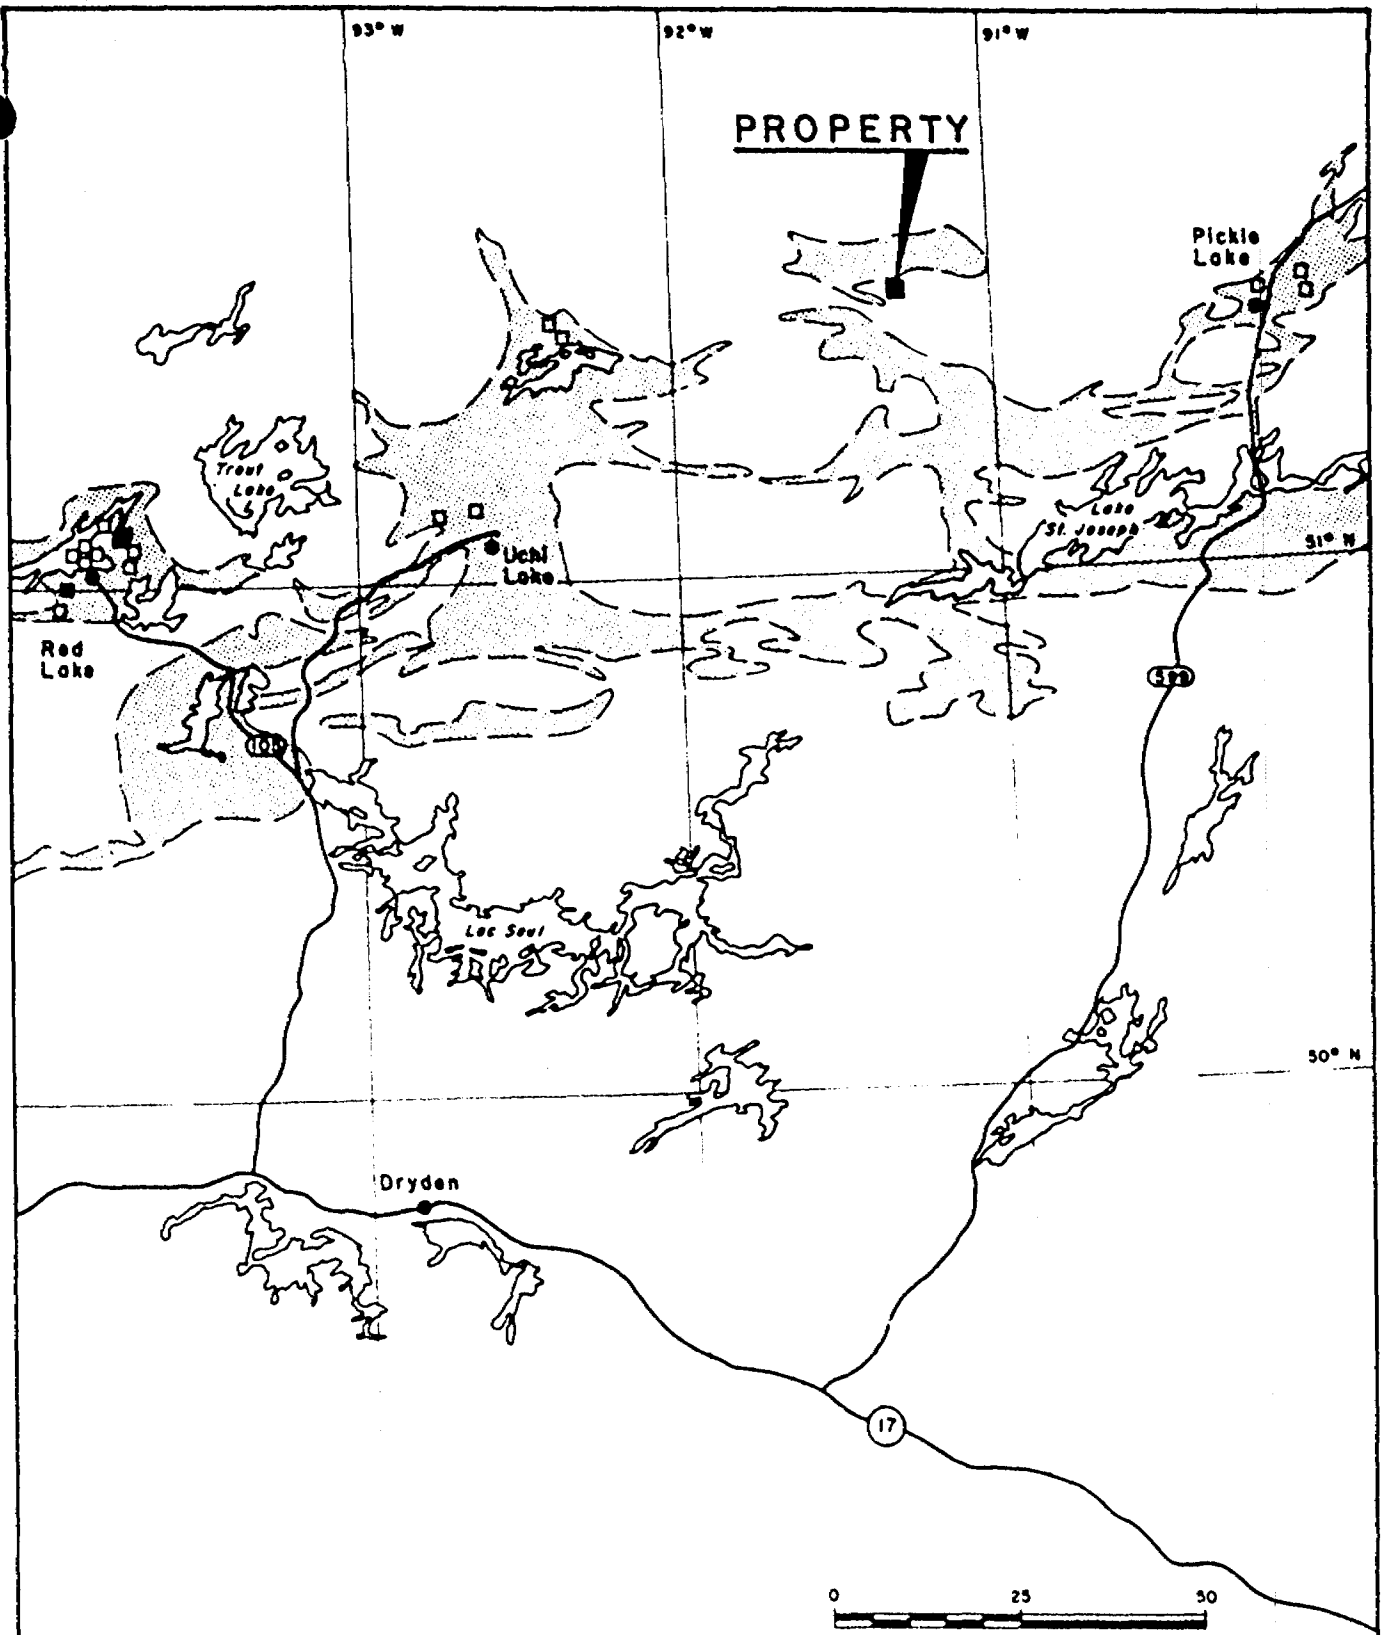 93° W
92° W
91° W
PROPERTY
Pickle
Lake
Trout
Lake
Lake
St. Joseph
51° N
Uchi
Lake
Red
Lake
599
105
Lac Seul
50° N
Dryden
17
0 25 50